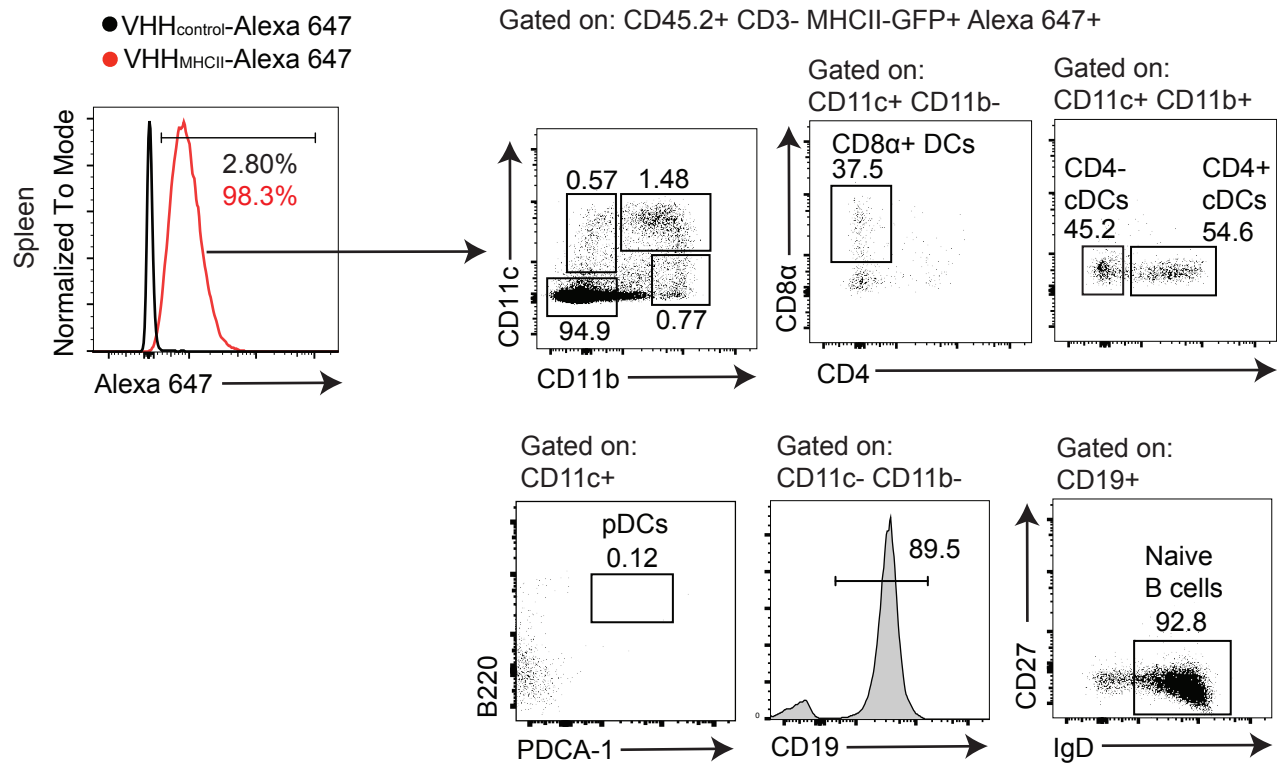 VHHcontrol-Alexa 647
VHHMHCII-Alexa 647
Gated on: CD45.2+ CD3- MHCII-GFP+ Alexa 647+
Spleen
Normalized To Mode
2.80%
98.3%
Alexa 647
CD11c
0.57
1.48
94.9
0.77
CD11b
Gated on:
CD11c+ CD11b-
CD8α
CD8α+ DCs
37.5
Gated on:
CD11c+ CD11b+
CD4-
cDCs
45.2
CD4+
cDCs
54.6
CD4
Gated on:
CD11c+
B220
pDCs
0.12
PDCA-1
Gated on:
CD11c- CD11b-
89.5
0
CD19
Gated on:
CD19+
CD27
Naive
B cells
92.8
IgD